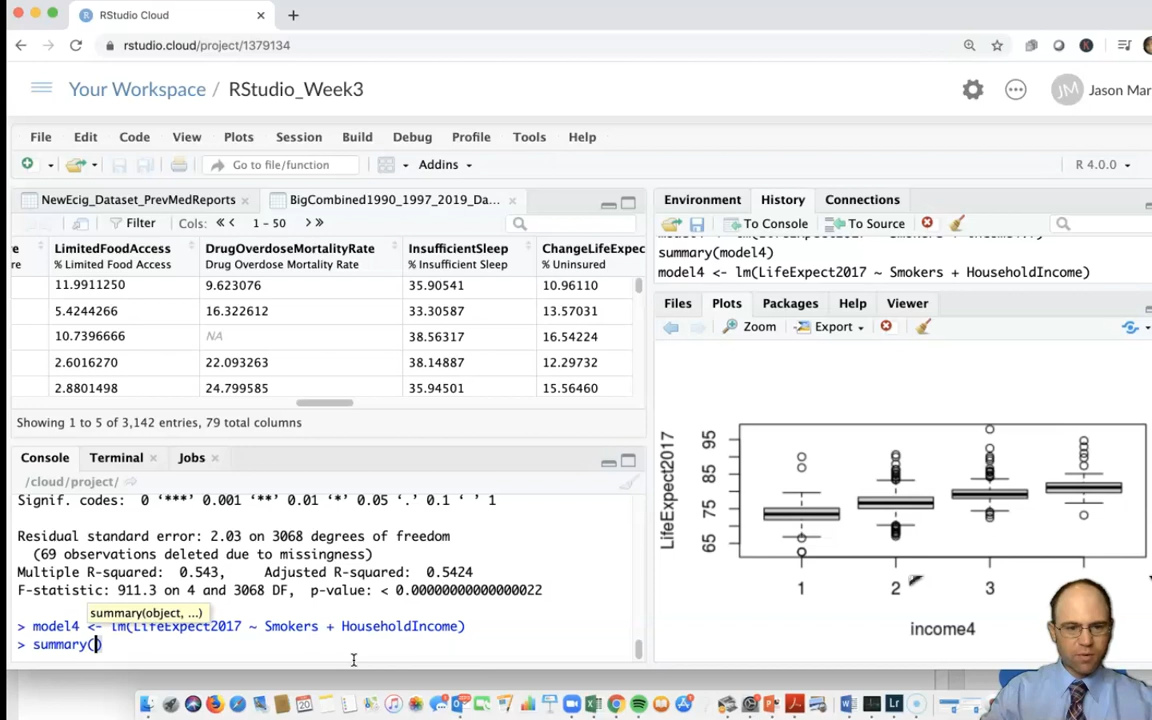 RStudio Cloud
rstudio.cloud/project/1379134
Your Workspace / RStudio_Week3
JM Jason Mar
File Edit Code View Plots Session Build Debug Profile Tools Help
Go to file/function Addins R 4.0.0
NewEcig_Dataset_PrevMedReports BigCombined1990_1997_2019_Da...
Filter Cols: 1 - 50
LimitedFoodAccess DrugOverdoseMortalityRate InsufficientSleep ChangeLifeExpec
% Limited Food Access Drug Overdose Mortality Rate % Insufficient Sleep % Uninsured
11.9911250 9.623076 35.90541 10.96110
5.4244266 16.322612 33.30587 13.57031
10.7396666 NA 38.56317 16.54224
2.6016270 22.093263 38.14887 12.29732
2.8801498 24.799585 35.94501 15.56460
Showing 1 to 5 of 3,142 entries, 79 total columns
Console Terminal Jobs
/cloud/project/
Signif. codes: 0 ‘***’ 0.001 ‘**’ 0.01 ‘*’ 0.05 ‘.’ 0.1 ‘ ’ 1
Residual standard error: 2.03 on 3068 degrees of freedom
(69 observations deleted due to missingness)
Multiple R-squared: 0.543, Adjusted R-squared: 0.5424
F-statistic: 911.3 on 4 and 3068 DF, p-value: < 0.00000000000000022
summary(object, ...)
> model4 <- lm(LifeExpect2017 ~ Smokers + HouseholdIncome)
> summary()
Environment History Connections
To Console To Source
summary(model4)
model4 <- lm(LifeExpect2017 ~ Smokers + HouseholdIncome)
Files Plots Packages Help Viewer
Zoom Export
LifeExpect2017
95
85
75
65
1 2 3
income4